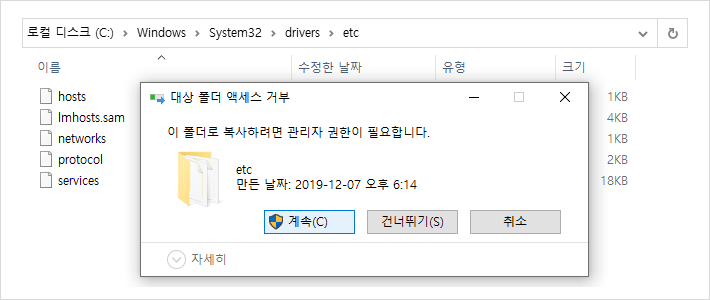 로컬 디스크 (C:) > Windows > System32 > drivers > etc
이름 수정한 날짜 유형 크기
hosts 1KB
lmhosts.sam 4KB
networks 1KB
protocol 2KB
services 18KB
대상 폴더 액세스 거부
이 폴더로 복사하려면 관리자 권한이 필요합니다.
etc
만든 날짜: 2019-12-07 오후 6:14
계속(C) 건너뛰기(S) 취소
자세히